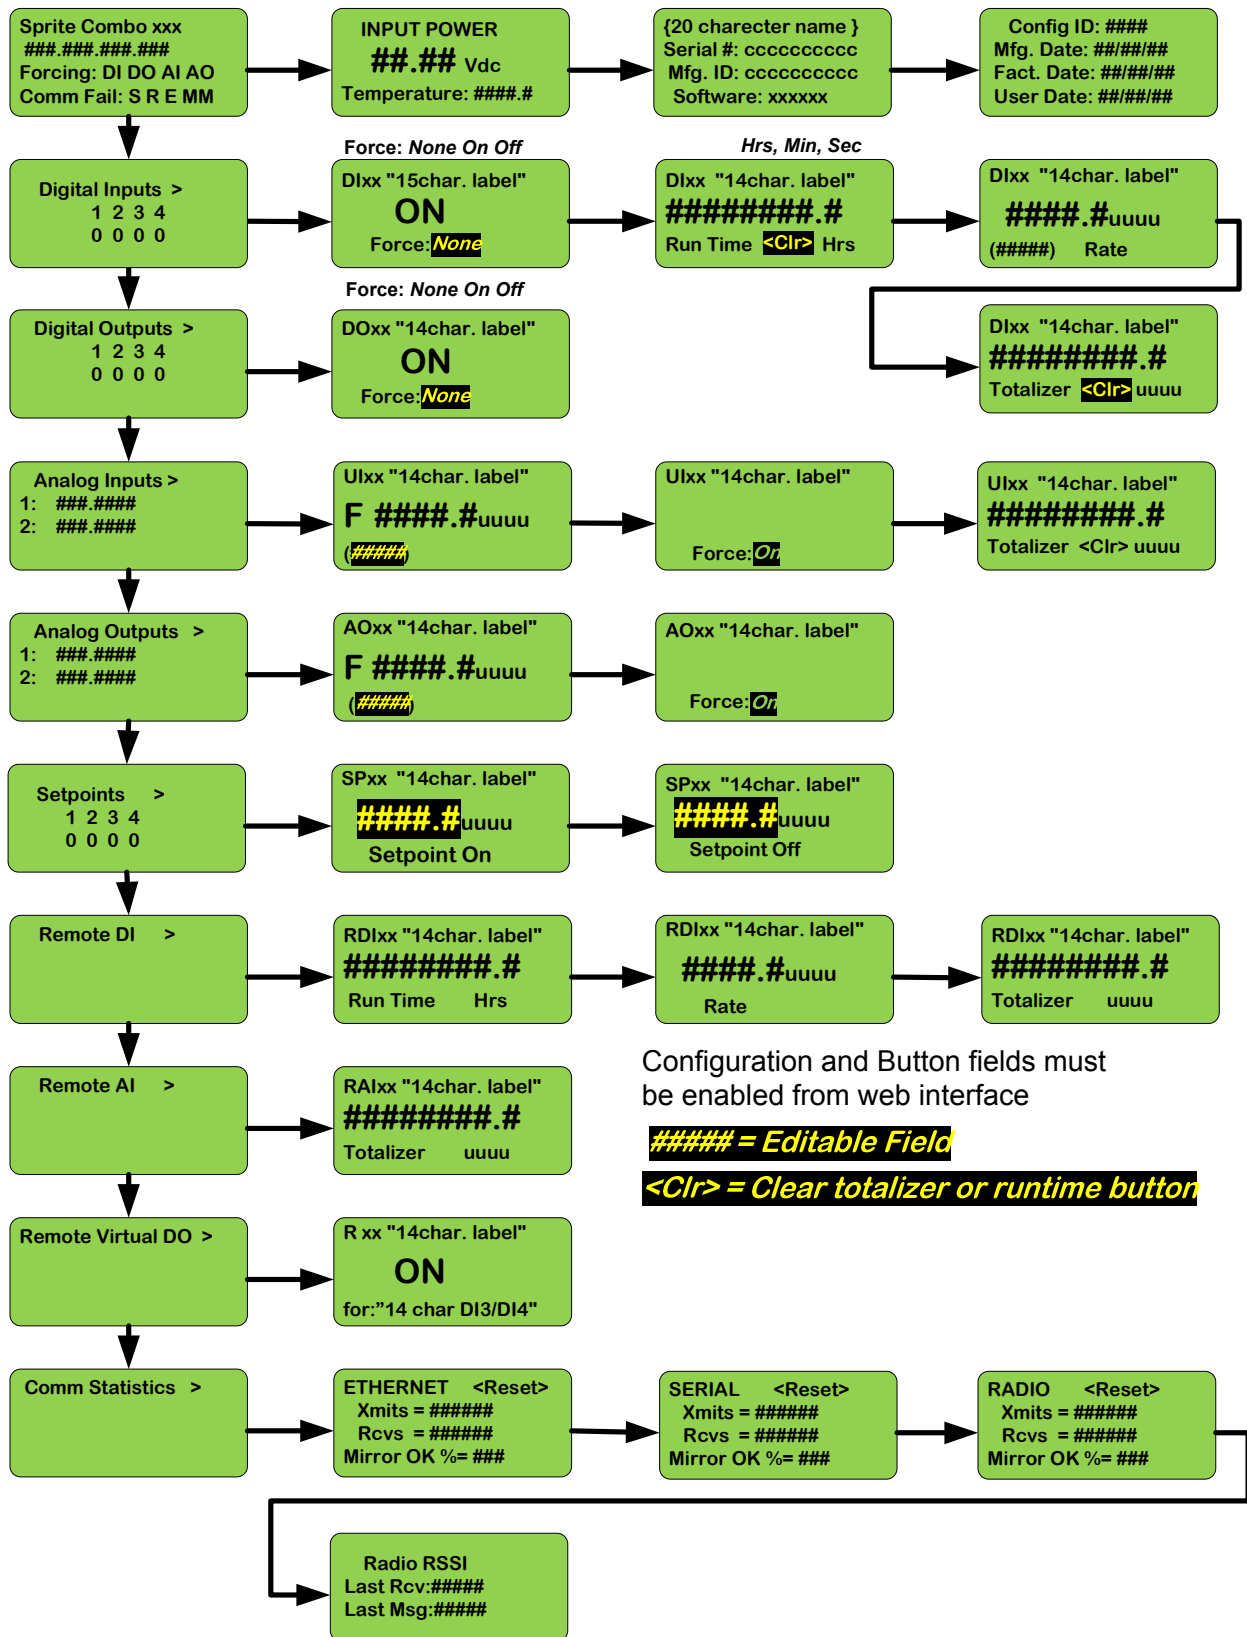 Sprite Combo xxx
###.###.###.###
Forcing: DI DO AI AO
Comm Fail: S R E MM
INPUT POWER
##.## Vdc
Temperature: ####.#
{20 charecter name }
Serial #: cccccccccc
Mfg. ID: cccccccccc
Software: xxxxxx
Config ID: ####
Mfg. Date: ##/##/##
Fact. Date: ##/##/##
User Date: ##/##/##
Digital Inputs >
1 2 3 4
0 0 0 0
Force: None On Off
DIxx "15char. label"
ON
Force:None
Hrs, Min, Sec
DIxx "14char. label"
########.#
Run Time <Clr> Hrs
DIxx "14char. label"
####.#uuuu
(#####) Rate
DIxx "14char. label"
########.#
Totalizer <Clr> uuuu
Digital Outputs >
1 2 3 4
0 0 0 0
Force: None On Off
DOxx "14char. label"
ON
Force:None
Analog Inputs >
1: ###.####
2: ###.####
UIxx "14char. label"
F ####.#uuuu
(#####)
UIxx "14char. label"
Force:On
UIxx "14char. label"
########.#
Totalizer <Clr> uuuu
Analog Outputs >
1: ###.####
2: ###.####
AOxx "14char. label"
F ####.#uuuu
(#####)
AOxx "14char. label"
Force:On
Setpoints >
1 2 3 4
0 0 0 0
SPxx "14char. label"
####.#uuuu
Setpoint On
SPxx "14char. label"
####.#uuuu
Setpoint Off
Remote DI >
RDIxx "14char. label"
########.#
Run Time Hrs
RDIxx "14char. label"
####.#uuuu
Rate
RDIxx "14char. label"
########.#
Totalizer uuuu
Remote AI >
RAIxx "14char. label"
########.#
Totalizer uuuu
Configuration and Button fields must
be enabled from web interface
##### = Editable Field
<Clr> = Clear totalizer or runtime button
Remote Virtual DO >
R xx "14char. label"
ON
for:”14 char DI3/DI4"
Comm Statistics >
ETHERNET <Reset>
Xmits = ######
Rcvs = ######
Mirror OK %= ###
SERIAL <Reset>
Xmits = ######
Rcvs = ######
Mirror OK %= ###
RADIO <Reset>
Xmits = ######
Rcvs = ######
Mirror OK %= ###
Radio RSSI
Last Rcv:#####
Last Msg:#####